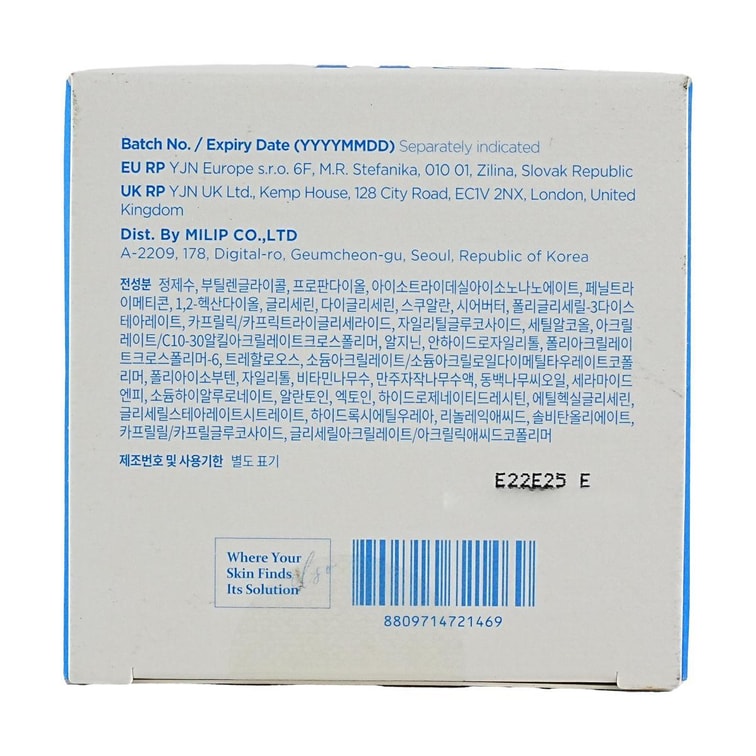 Batch No. / Expiry Date (YYYYMMDD) Separately indicated
EU RP YJN Europe s.r.o. 6F, M.R. Stefanika, 010 01, Zilina, Slovak Republic
UK RP YJN UK Ltd., Kemp House, 128 City Road, EC1V 2NX, London, United
Kingdom
Dist. By MILIP CO.,LTD
A-2209, 178, Digital-ro, Geumcheon-gu, Seoul, Republic of Korea
전성분 정제수, 부틸렌글라이콜, 프로판다이올, 아이소트라이데실아이소노나노에이트, 페닐트라
이메티콘, 1,2-헥산다이올, 글리세린, 다이글리세린, 스쿠알란, 시어버터, 폴리글리세릴-3다이스
테아레이트, 카프릴릭/카프릭트라이글리세라이드, 자일리틸글루코사이드, 세틸알코올, 아크릴
레이트/C10-30알킬아크릴레이트크로스폴리머, 알지닌, 안하이드로자일리톨, 폴리아크릴레이
트크로스폴리머-6, 트레할로오스, 소듐아크릴레이트/소듐아크릴로일다이메틸타우레이트코폴
리머, 폴리아이소부텐, 자일리톨, 비타민나무수, 만주자작나무수액, 동백나무씨오일, 세라마이드
엔피, 소듐하이알루로네이트, 알란토인, 엑토인, 하이드로제네이티드레시틴, 에틸헥실글리세린,
글리세릴스테아레이트시트레이트, 하이드록시에틸우레아, 리놀레익애씨드, 솔비탄올리에이트,
카프릴릴/카프릴글루코사이드, 글리세릴아크릴레이트/아크릴릭애씨드코폴리머
제조번호 및 사용기한 별도 표기
E22E25 E
Where Your
Skin Finds
Its Solution
8809714721469